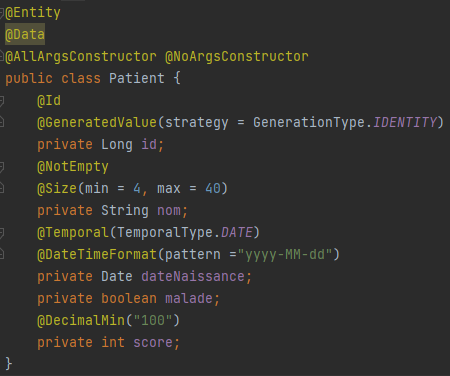 @Entity
@Data
@AllArgsConstructor @NoArgsConstructor
public class Patient {
@Id
@GeneratedValue(strategy = GenerationType.IDENTITY)
private Long id;
@NotEmpty
@Size(min = 4, max = 40)
private String nom;
@Temporal(TemporalType.DATE)
@DateTimeFormat(pattern ="yyyy-MM-dd")
private Date dateNaissance;
private boolean malade;
@DecimalMin("100")
private int score;
}